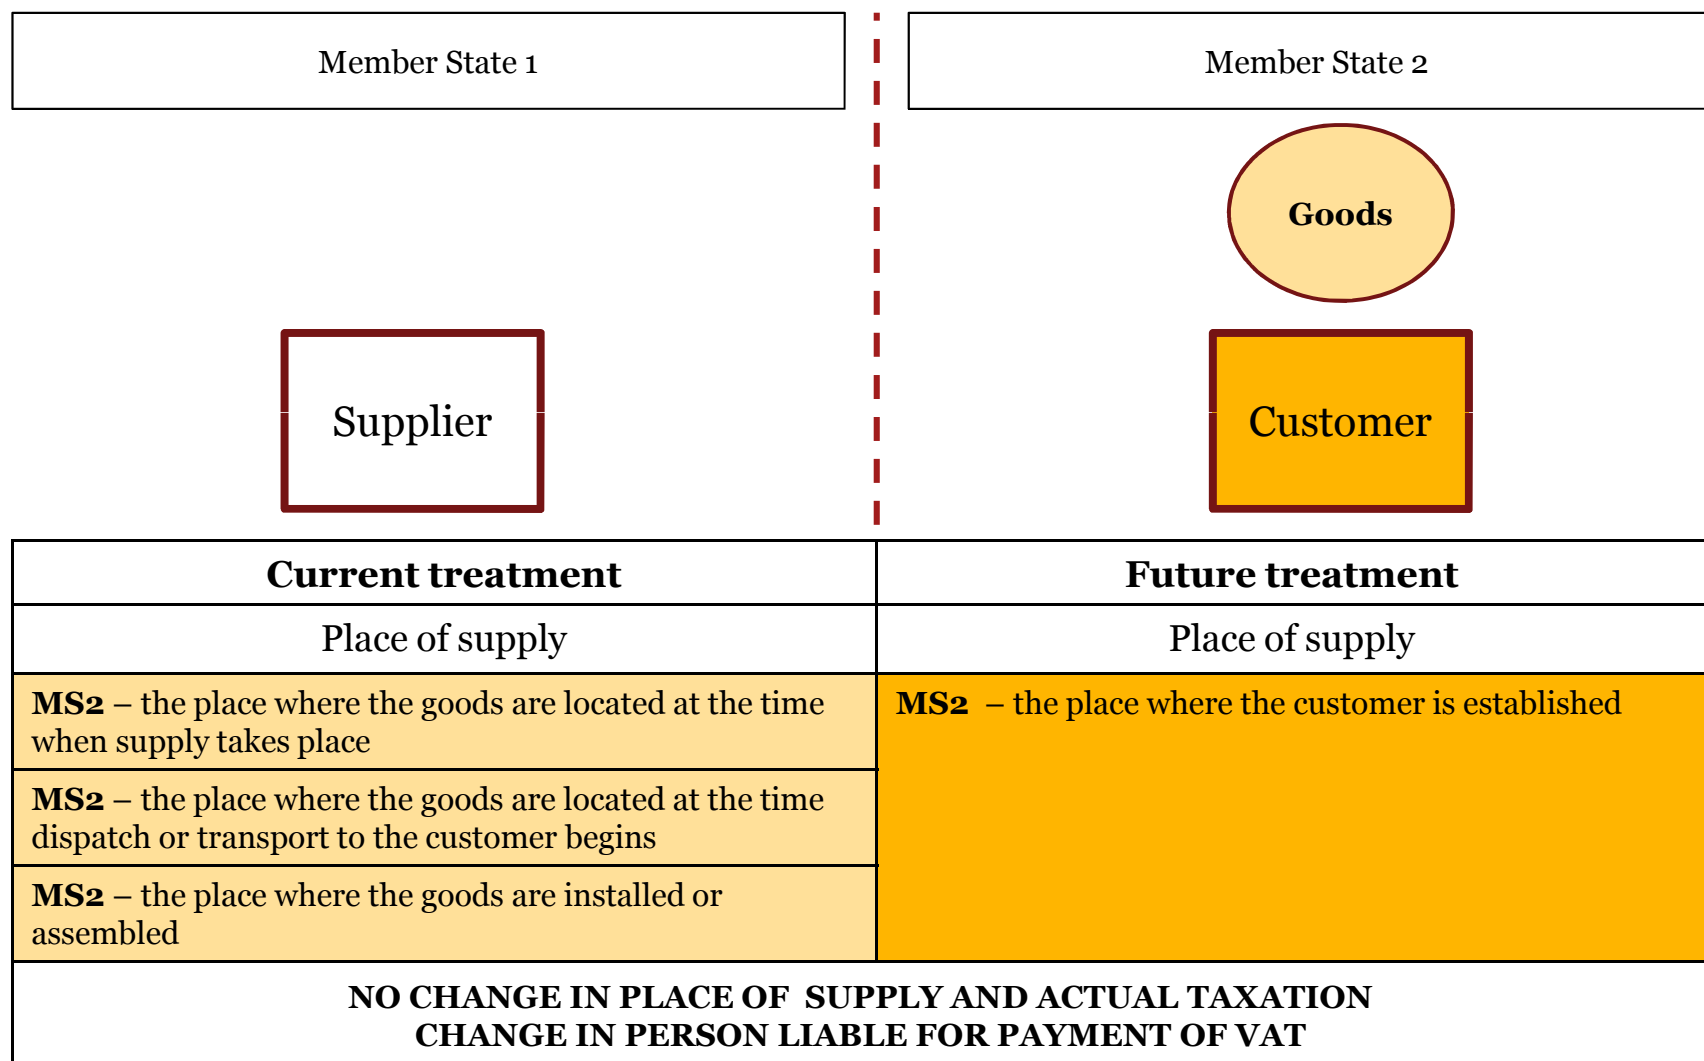 Member State 1
Member State 2
Goods
Supplier
Customer
Current treatment
Future treatment
Place of supply
Place of supply
MS2 – the place where the goods are located at the time
when supply takes place
MS2 – the place where the customer is established
MS2 – the place where the goods are located at the time
dispatch or transport to the customer begins
MS2 – the place where the goods are installed or
assembled
NO CHANGE IN PLACE OF SUPPLY AND ACTUAL TAXATION
CHANGE IN PERSON LIABLE FOR PAYMENT OF VAT